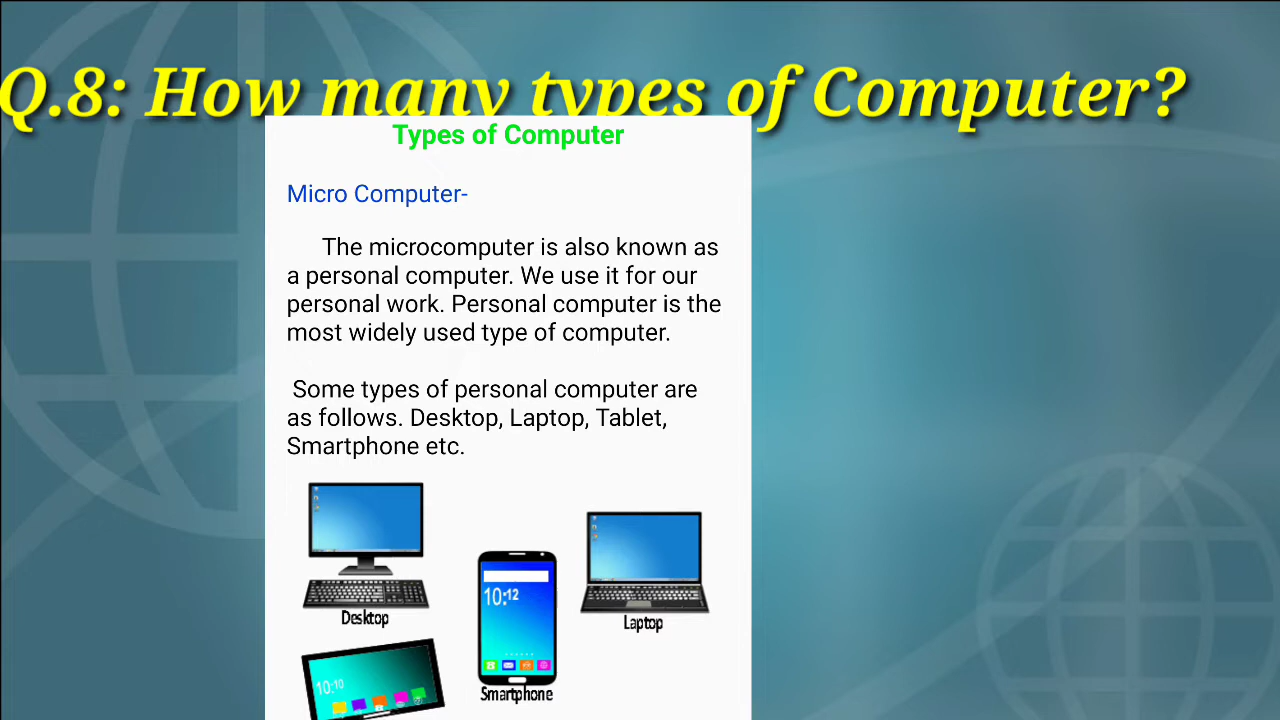 Q.8: How many types of Computer?
Types of Computer
Micro Computer-
The microcomputer is also known as
a personal computer. We use it for our
personal work. Personal computer is the
most widely used type of computer.
Some types of personal computer are
as follows. Desktop, Laptop, Tablet,
Smartphone etc.
Desktop
10:12
Laptop
10:10
Smartphone